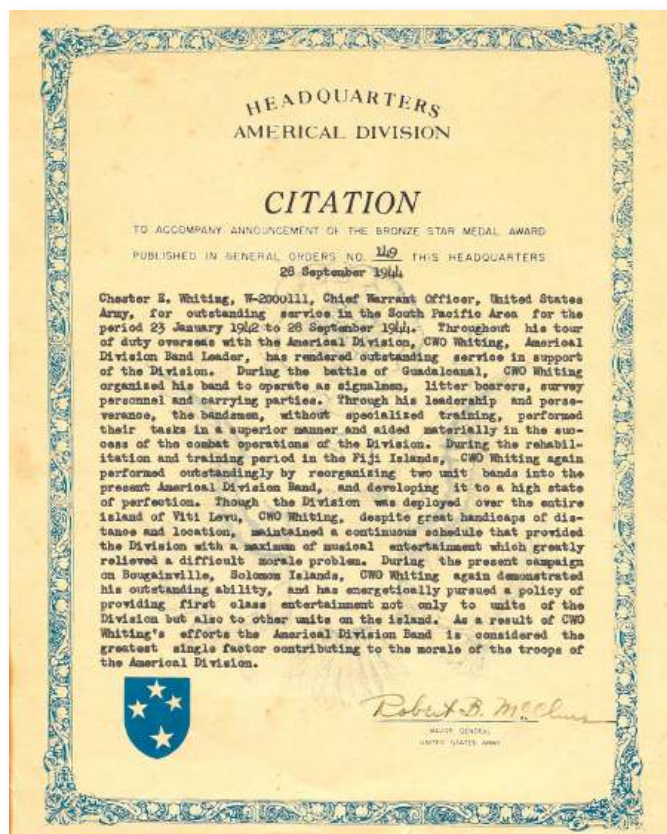 HEADQUARTERS
AMERICAL DIVISION
CITATION
TO ACCOMPANY ANNOUNCEMENT OF THE BRONZE STAR MEDAL AWARD
PUBLISHED IN GENERAL ORDERS NO. 149 THIS HEADQUARTERS
28 September 1944
Chester E. Whiting, W-2000111, Chief Warrant Officer, United States
Army, for outstanding service in the South Pacific Area for the
period 23 January 1942 to 28 September 1944. Throughout his tour
of duty overseas with the Americal Division, CWO Whiting, Americal
Division Band Leader, has rendered outstanding service in support
of the Division. During the battle of Guadalcanal, CWO Whiting
organized his band to operate as signalmen, litter bearers, survey
personnel and carrying parties. Through his leadership and perse-
verance, the bandsmen, without specialized training, performed
their tasks in a superior manner and aided materially in the suc-
cess of the combat operations of the Division. During the rehabil-
itation and training period in the Fiji Islands, CWO Whiting again
performed outstandingly by reorganizing two unit bands into the
present Americal Division Band, and developing it to a high state
of perfection. Though the Division was deployed over the entire
island of Viti Levu, CWO Whiting, despite great handicaps of dis-
tance and location, maintained a continuous schedule that provided
the Division with a maximum of musical entertainment which greatly
relieved a difficult morale problem. During the present campaign
on Bougainville, Solomon Islands, CWO Whiting again demonstrated
his outstanding ability, and has energetically pursued a policy of
providing first class entertainment not only to units of the
Division but also to other units on the island. As a result of CWO
Whiting's efforts the Americal Division Band is considered the
greatest single factor contributing to the morale of the troops of
the Americal Division.
Robert B. McClure
MAJOR GENERAL
UNITED STATES ARMY